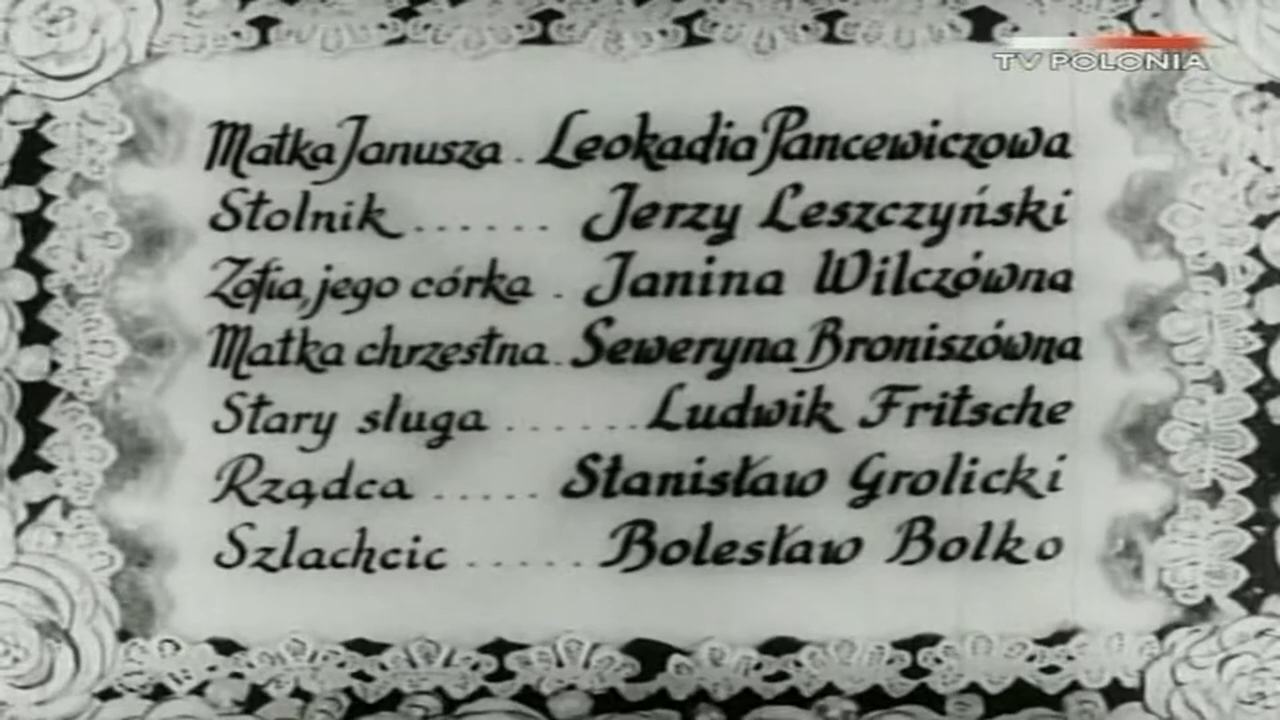 TV POLONIA
Matka Janusza . Leokadia Pancewiczowa
Stolnik ...... Jerzy Leszczyński
Zofia, jego córka . Janina Wilczówna
Matka chrzestna. Seweryna Broniszówna
Stary sługa ...... Ludwik Fritsche
Rządca ..... Stanisław Grolicki
Szlachcic ...... Bolesław Bolko